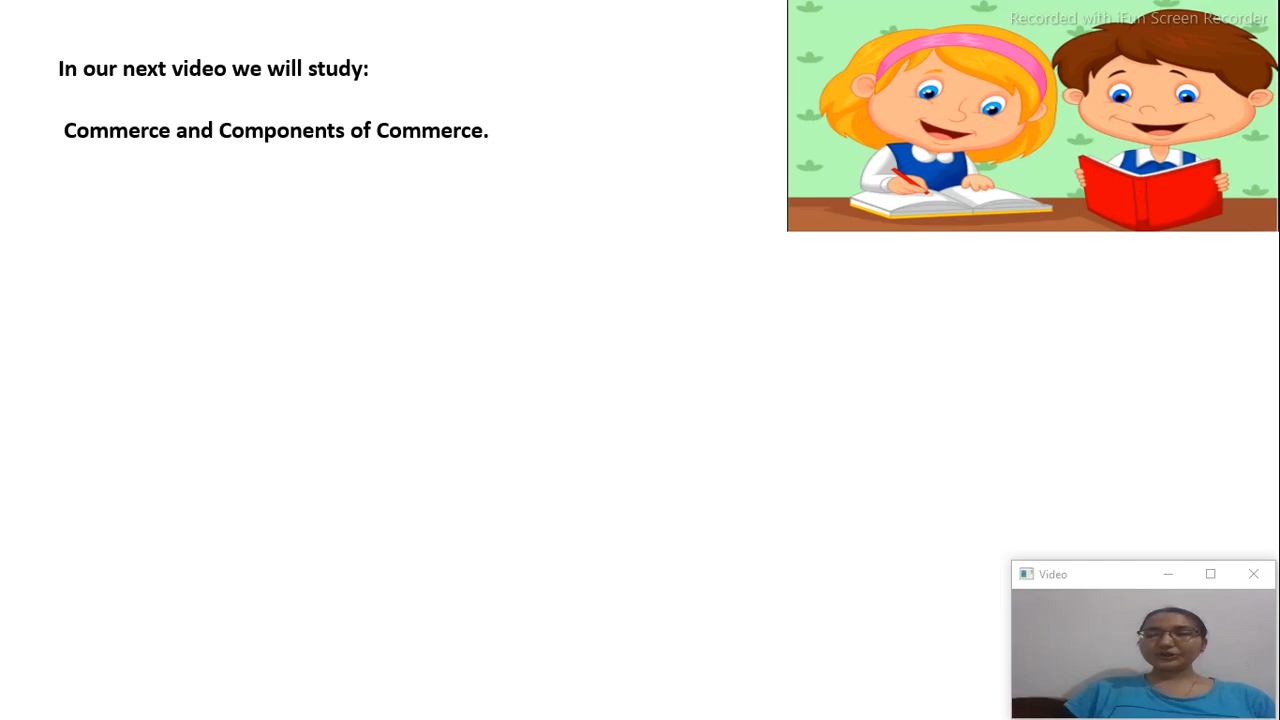 Recorded with iFun Screen Recorder
In our next video we will study:
Commerce and Components of Commerce.
Video